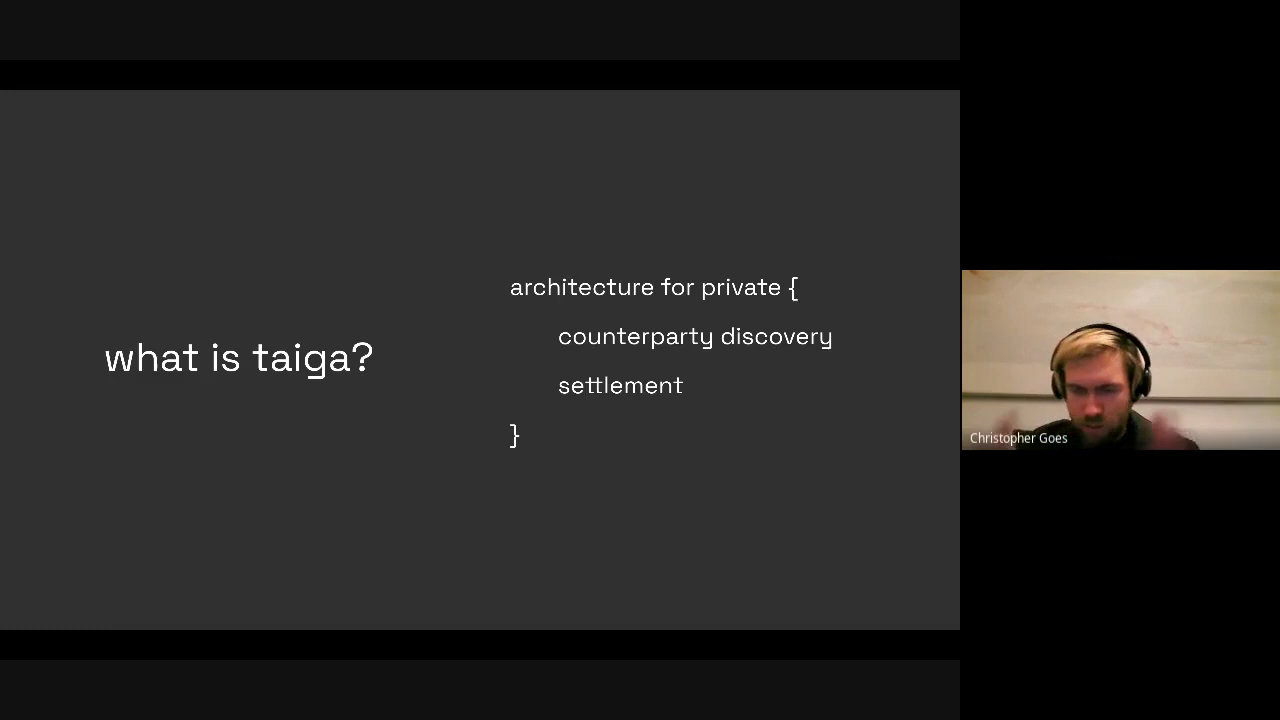 what is taiga?
architecture for private {
counterparty discovery
settlement
}
Christopher Goes